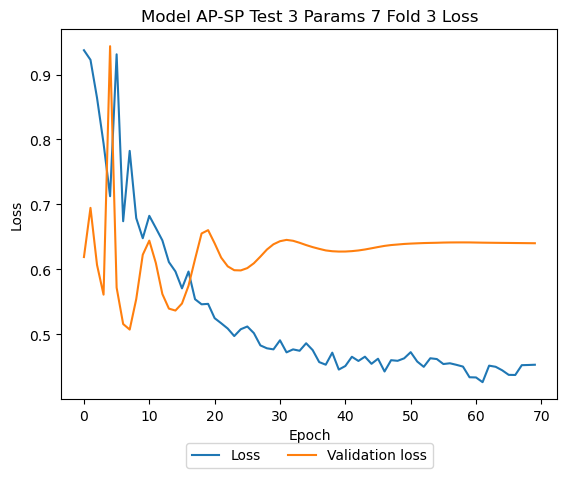 Model AP-SP Test 3 Params 7 Fold 3 Loss
Loss
0.9
0.8
0.7
0.6
0.5
0 10 20 30 40 50 60 70
Epoch
Loss Validation loss